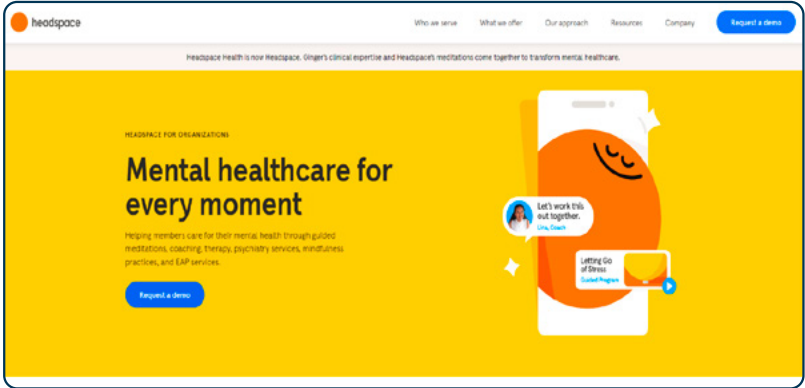 headspace
Who we serve
What we offer
Our approach
Resources
Company
Request a demo
Headspace Health is now Headspace. Ginger's clinical expertise and Headspace's meditations come together to transform mental healthcare.
HEADSPACE FOR ORGANIZATIONS
Mental healthcare for
every moment
Helping members care for their mental health through guided
meditations, coaching, therapy, psychiatry services, mindfulness
practices, and EAP services.
Request a demo
Let's work this
out together.
Lina, Coach
Letting Go
of Stress
Guided Program